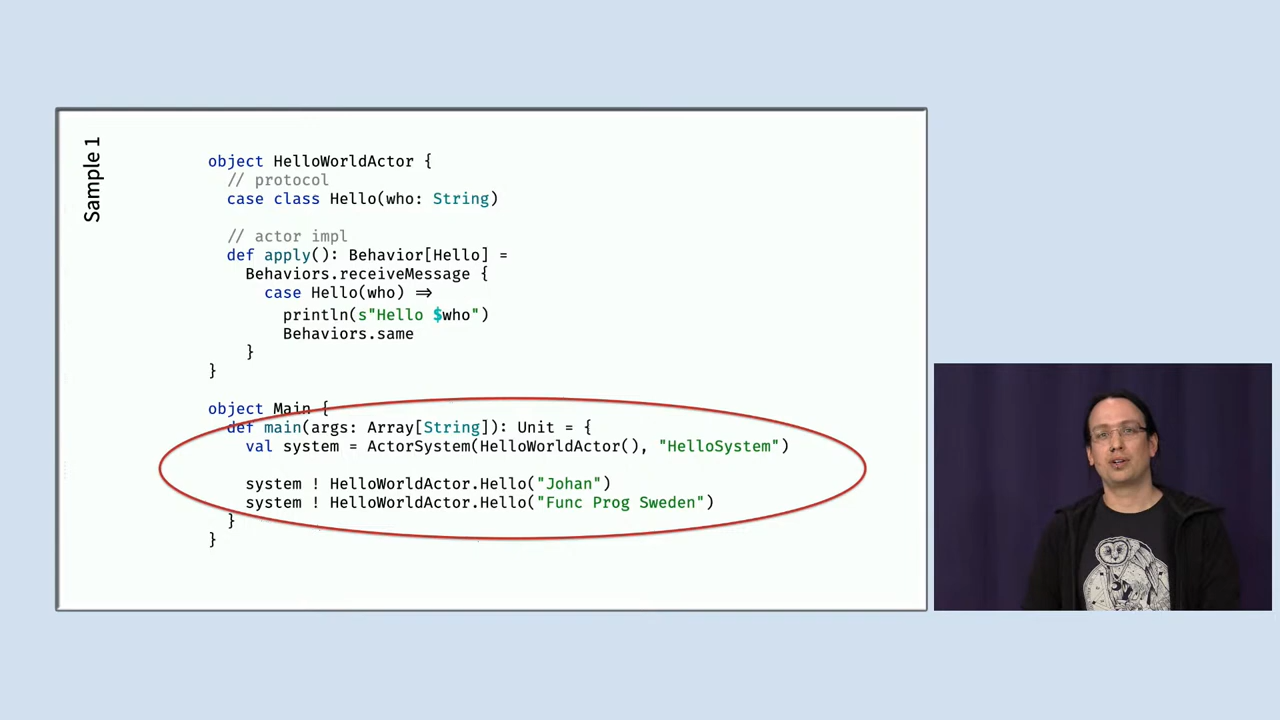 Sample 1
object HelloWorldActor {
// protocol
case class Hello(who: String)
// actor impl
def apply(): Behavior[Hello] =
Behaviors.receiveMessage {
case Hello(who) ⇒
println(s"Hello $who")
Behaviors.same
}
}
object Main {
def main(args: Array[String]): Unit = {
val system = ActorSystem(HelloWorldActor(), "HelloSystem")
system ! HelloWorldActor.Hello("Johan")
system ! HelloWorldActor.Hello("Func Prog Sweden")
}
}